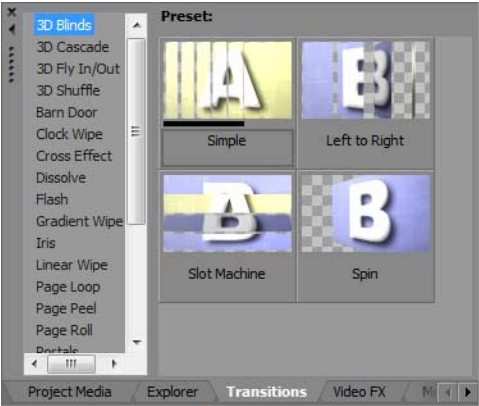 3D Blinds
3D Cascade
3D Fly In/Out
3D Shuffle
Barn Door
Clock Wipe
Cross Effect
Dissolve
Flash
Gradient Wipe
Iris
Linear Wipe
Page Loop
Page Peel
Page Roll
Portals
Preset:
A
Simple
B
Left to Right
Slot Machine
B
Spin
Project Media
Explorer
Transitions
Video FX